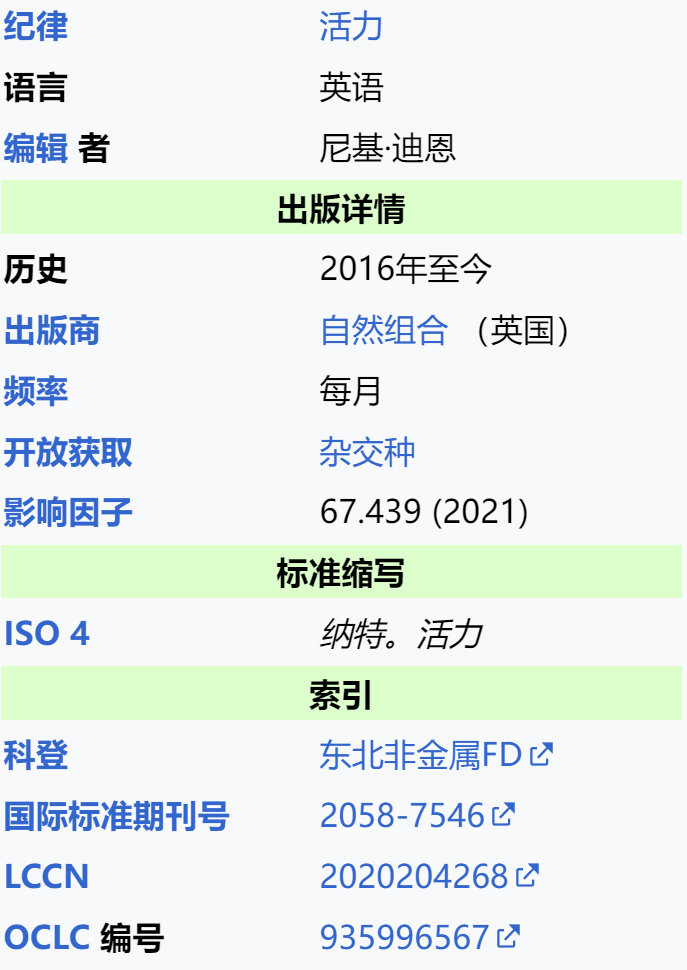 纪律 活力
语言 英语
编辑 者 尼基·迪恩
出版详情
历史 2016年至今
出版商 自然组合 （英国）
频率 每月
开放获取 杂交种
影响因子 67.439 (2021)
标准缩写
ISO 4 纳特。活力
索引
科登 东北非金属FD
国际标准期刊号 2058-7546
LCCN 2020204268
OCLC 编号 935996567